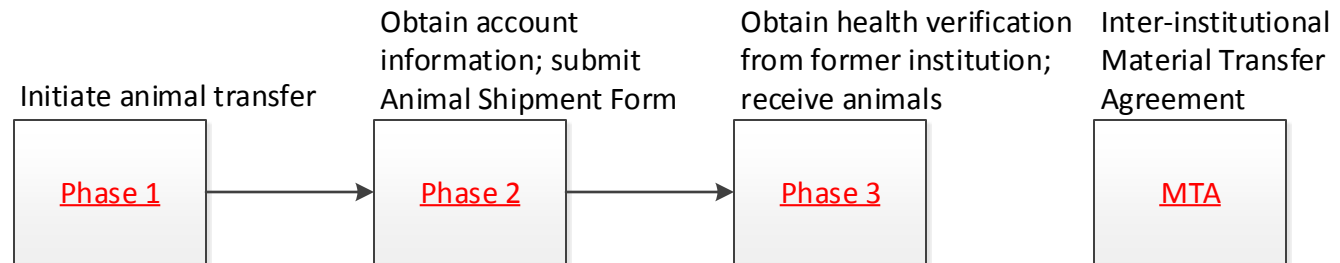 Initiate animal transfer
Obtain account
information; submit
Animal Shipment Form
Obtain health verification
from former institution;
receive animals
Inter-institutional
Material Transfer
Agreement
Phase 1
Phase 2
Phase 3
MTA